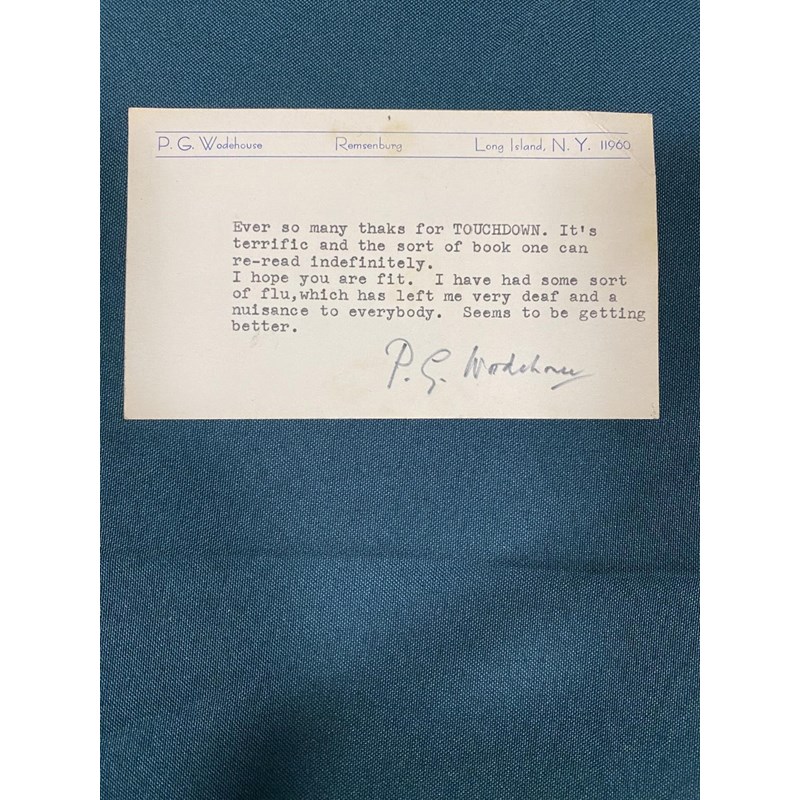 P. G. Wodehouse Remsenburg Long Island, N. Y. 11960
Ever so many thaks for TOUCHDOWN. It's
terrific and the sort of book one can
re-read indefinitely.
I hope you are fit. I have had some sort
of flu,which has left me very deaf and a
nuisance to everybody. Seems to be getting
better.
P. G. Wodehouse